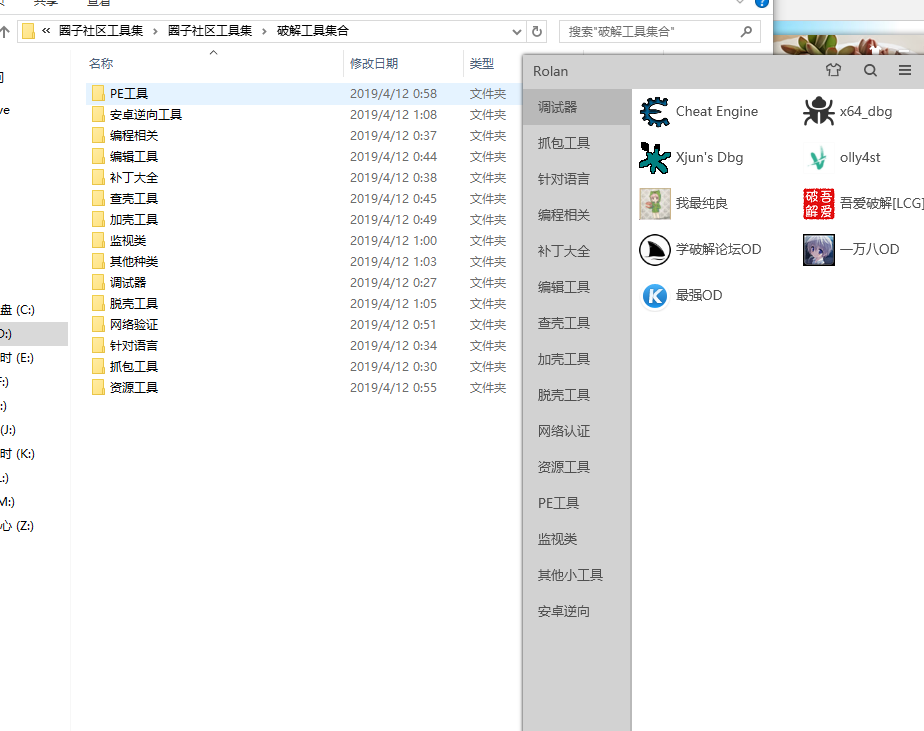 共享 查看
« 圈子社区工具集 › 圈子社区工具集 › 破解工具集合
搜索"破解工具集合"
名称 修改日期 类型
PE工具 2019/4/12 0:58 文件夹
安卓逆向工具 2019/4/12 1:08 文件夹
编程相关 2019/4/12 0:37 文件夹
编辑工具 2019/4/12 0:44 文件夹
补丁大全 2019/4/12 0:38 文件夹
查壳工具 2019/4/12 0:45 文件夹
加壳工具 2019/4/12 0:49 文件夹
监视类 2019/4/12 1:00 文件夹
其他种类 2019/4/12 1:03 文件夹
调试器 2019/4/12 0:27 文件夹
脱壳工具 2019/4/12 1:05 文件夹
网络验证 2019/4/12 0:51 文件夹
针对语言 2019/4/12 0:34 文件夹
抓包工具 2019/4/12 0:30 文件夹
资源工具 2019/4/12 0:55 文件夹
盘 (C:)
D:)
时 (E:)
F:)
:)
(J:)
时 (K:)
L:)
M:)
心 (Z:)
Rolan
调试器
抓包工具
针对语言
编程相关
补丁大全
编辑工具
查壳工具
加壳工具
脱壳工具
网络认证
资源工具
PE工具
监视类
其他小工具
安卓逆向
Cheat Engine
x64_dbg
Xjun's Dbg
olly4st
我最纯良
吾爱破解
吾爱破解[LCG]
学破解论坛OD
一万八OD
K
最强OD